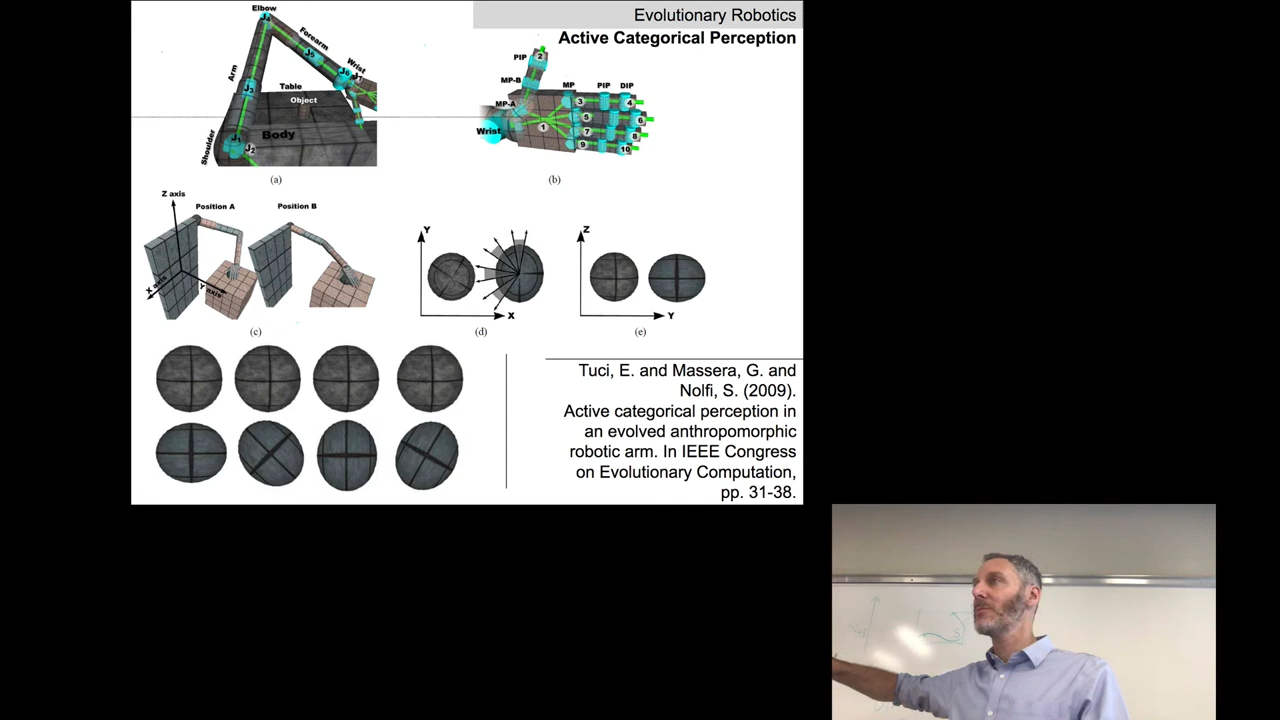 Evolutionary Robotics
Active Categorical Perception
Elbow
J4
Forearm
J5
Wrist
J6
J7
Arm
J3
Table
Object
Body
Shoulder
J1
J2
(a)
PIP
2
MP-B
MP-A
MP
PIP
DIP
3
4
5
6
1
7
8
9
10
Wrist
(b)
Z axis
Position A
Position B
X axis
Y axis
(c)
Y
X
(d)
Z
Y
(e)
Tuci, E. and Massera, G. and
Nolfi, S. (2009).
Active categorical perception in
an evolved anthropomorphic
robotic arm. In IEEE Congress
on Evolutionary Computation,
pp. 31-38.